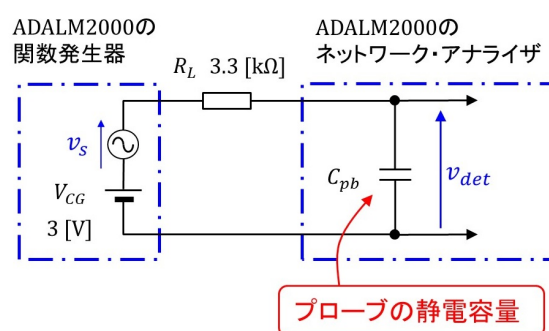 ADALM2000の
関数発生器
ADALM2000の
ネットワーク・アナライザ
R_L 3.3 [kΩ]
v_s
V_CG
3 [V]
C_pb
v_det
プローブの静電容量